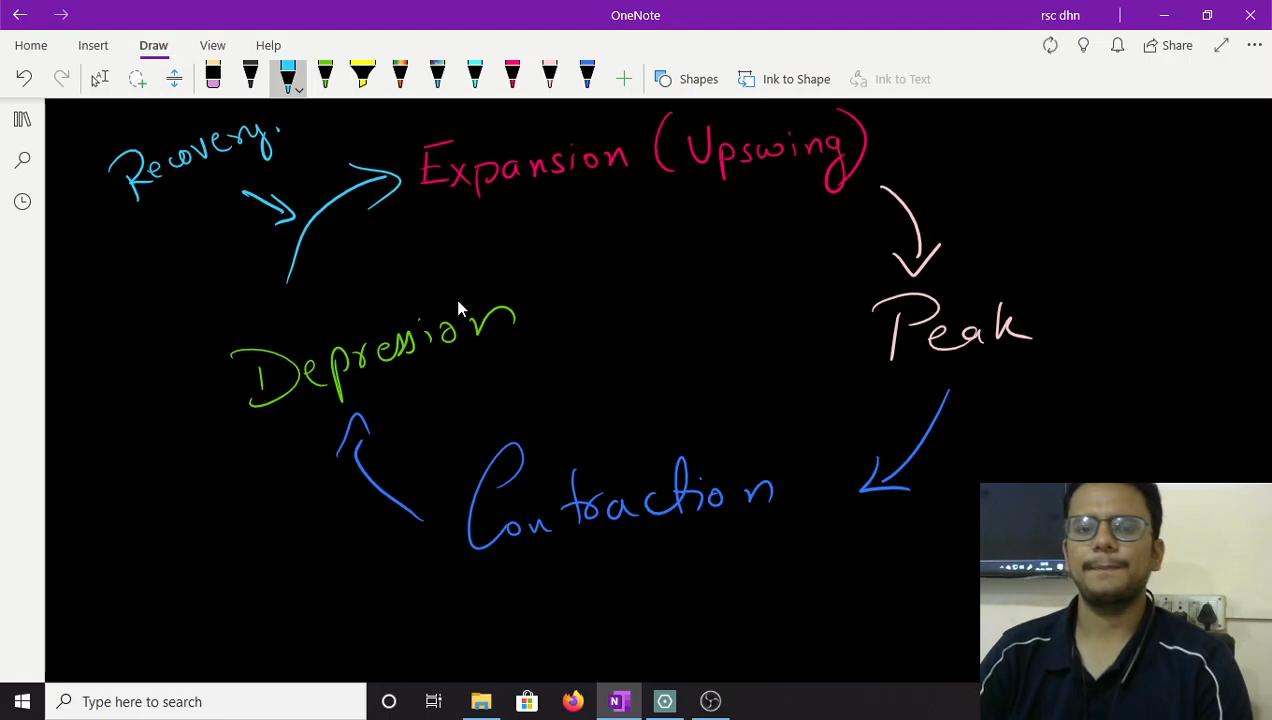 OneNote
rsc dhn
Home
Insert
Draw
View
Help
Share
Shapes
Ink to Shape
Ink to Text
Recovery.
Expansion (Upswing)
Peak
Depression
Contraction
Type here to search